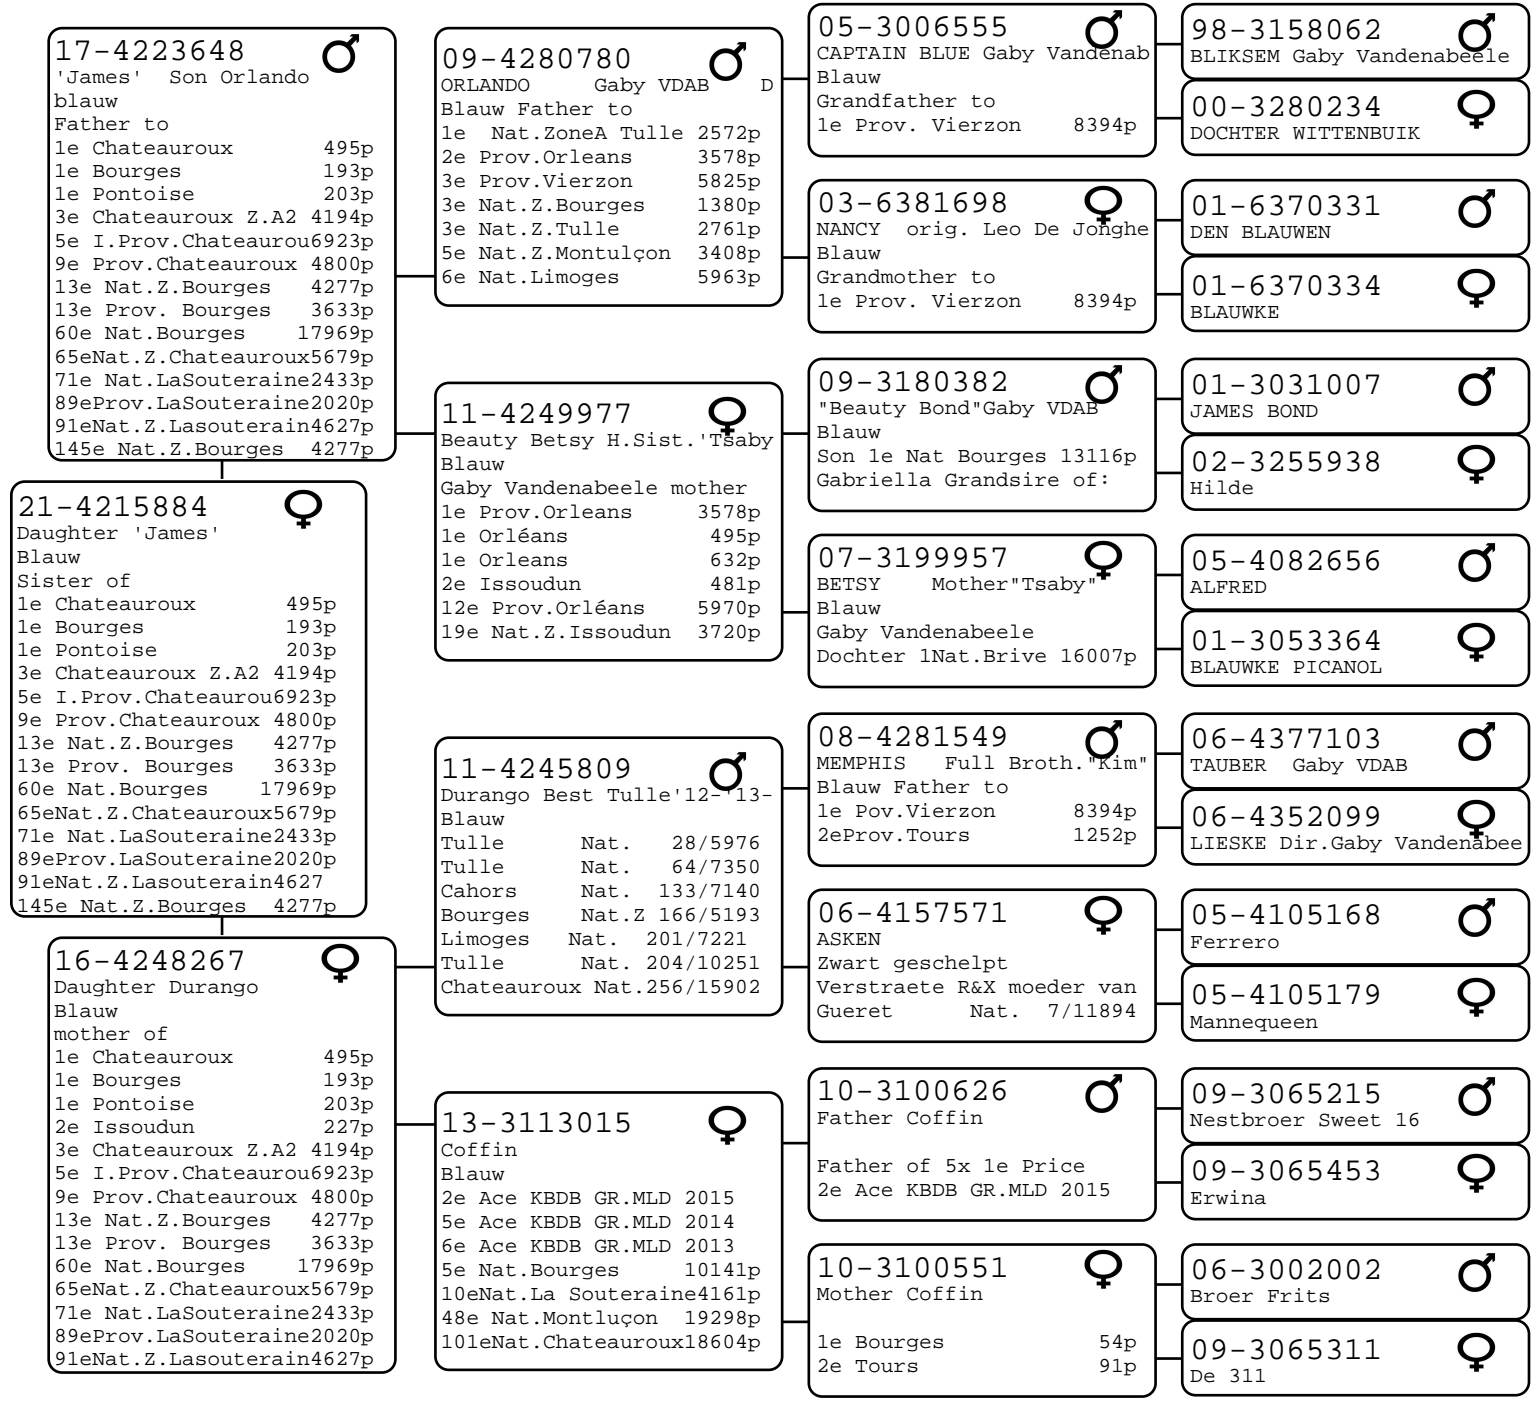 17-4223648
'James'  Son Orlando
blauw
Father to
1e Chateauroux 495p
1e Bourges 193p
1e Pontoise 203p
3e Chateauroux Z.A2 4194p
5e I.Prov.Chateaurou6923p
9e Prov.Chateauroux 4800p
13e Nat.Z.Bourges 4277p
13e Prov. Bourges 3633p
60e Nat.Bourges 17969p
65eNat.Z.Chateauroux5679p
71e Nat.LaSouteraine2433p
89eProv.LaSouteraine2020p
91eNat.Z.Lasouterain4627p
145e Nat.Z.Bourges 4277p
21-4215884
Daughter 'James'
Blauw
Sister of
1e Chateauroux 495p
1e Bourges 193p
1e Pontoise 203p
3e Chateauroux Z.A2 4194p
5e I.Prov.Chateaurou6923p
9e Prov.Chateauroux 4800p
13e Nat.Z.Bourges 4277p
13e Prov. Bourges 3633p
60e Nat.Bourges 17969p
65eNat.Z.Chateauroux5679p
71e Nat.LaSouteraine2433p
89eProv.LaSouteraine2020p
91eNat.Z.Lasouterain4627
145e Nat.Z.Bourges 4277p
16-4248267
Daughter Durango
Blauw
mother of
1e Chateauroux 495p
1e Bourges 193p
1e Pontoise 203p
2e Issoudun 227p
3e Chateauroux Z.A2 4194p
5e I.Prov.Chateaurou6923p
9e Prov.Chateauroux 4800p
13e Nat.Z.Bourges 4277p
13e Prov. Bourges 3633p
60e Nat.Bourges 17969p
65eNat.Z.Chateauroux5679p
71e Nat.LaSouteraine2433p
89eProv.LaSouteraine2020p
91eNat.Z.Lasouterain4627p
09-4280780
ORLANDO Gaby VDAB D
Blauw Father to
1e Nat.ZoneA Tulle 2572p
2e Prov.Orleans 3578p
3e Prov.Vierzon 5825p
3e Nat.Z.Bourges 1380p
3e Nat.Z.Tulle 2761p
5e Nat.Z.Montulçon 3408p
6e Nat.Limoges 5963p
11-4249977
Beauty Betsy H.Sist.'Tsaby
Blauw
Gaby Vandenabeele mother
1e Prov.Orleans 3578p
1e Orléans 495p
1e Orleans 632p
2e Issoudun 481p
12e Prov.Orléans 5970p
19e Nat.Z.Issoudun 3720p
11-4245809
Durango Best Tulle'12-'13-
Blauw
Tulle Nat. 28/5976
Tulle Nat. 64/7350
Cahors Nat. 133/7140
Bourges Nat.Z 166/5193
Limoges Nat. 201/7221
Tulle Nat. 204/10251
Chateauroux Nat.256/15902
13-3113015
Coffin
Blauw
2e Ace KBDB GR.MLD 2015
5e Ace KBDB GR.MLD 2014
6e Ace KBDB GR.MLD 2013
5e Nat.Bourges 10141p
10eNat.La Souteraine4161p
48e Nat.Montluçon 19298p
101eNat.Chateauroux18604p
05-3006555
CAPTAIN BLUE Gaby Vandenab
Blauw
Grandfather to
1e Prov. Vierzon 8394p
03-6381698
NANCY orig. Leo De Jonghe
Blauw
Grandmother to
1e Prov. Vierzon 8394p
09-3180382
"Beauty Bond"Gaby VDAB
Blauw
Son 1e Nat Bourges 13116p
Gabriella Grandsire of:
07-3199957
BETSY Mother"Tsaby"
Blauw
Gaby Vandenabeele
Dochter 1Nat.Brive 16007p
08-4281549
MEMPHIS Full Broth."Kim"
Blauw Father to
1e Pov.Vierzon 8394p
2eProv.Tours 1252p
06-4157571
ASKEN
Zwart geschelpt
Verstraete R&X moeder van
Gueret Nat. 7/11894
10-3100626
Father Coffin
Father of 5x 1e Price
2e Ace KBDB GR.MLD 2015
10-3100551
Mother Coffin
1e Bourges 54p
2e Tours 91p
98-3158062
BLIKSEM Gaby Vandenabeele
00-3280234
DOCHTER WITTENBUIK
01-6370331
DEN BLAUWEN
01-6370334
BLAUWKE
01-3031007
JAMES BOND
02-3255938
Hilde
05-4082656
ALFRED
01-3053364
BLAUWKE PICANOL
06-4377103
TAUBER Gaby VDAB
06-4352099
LIESKE Dir.Gaby Vandenabee
05-4105168
Ferrero
05-4105179
Mannequeen
09-3065215
Nestbroer Sweet 16
09-3065453
Erwina
06-3002002
Broer Frits
09-3065311
De 311